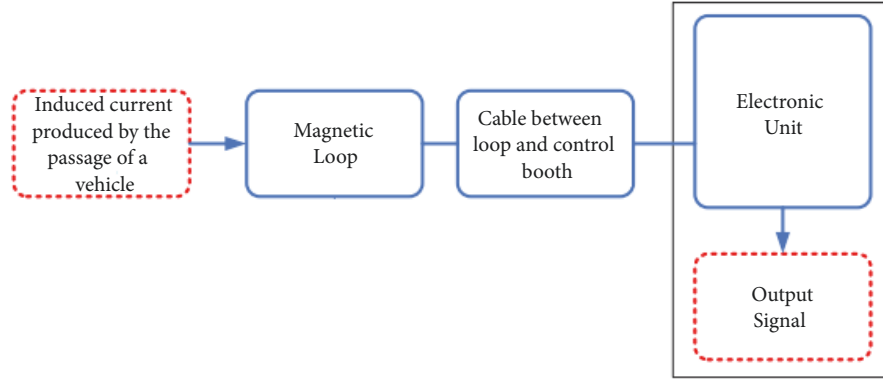 Induced current
produced by the
passage of a
vehicle
Magnetic
Loop
Cable between
loop and control
booth
Electronic
Unit
Output
Signal